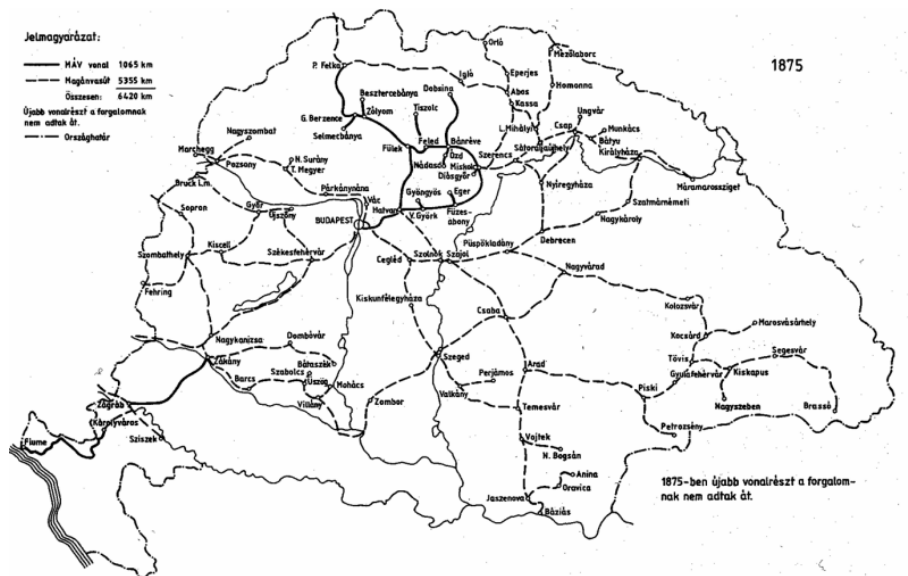 Jelmagyarázat:
MÁV vonal 1065 km
Magánvasút 5355 km
Összesen: 6420 km
Újabb vonalrészt a forgalomnak
nem adtak át.
Országhatár
1875
Orló
Mezőlaborc
P. Felka
Igló
Eperjes
Homonna
Abos
Kassa
Besztercebánya
Dobsina
Zólyom
Tiszolc
G. Berzence
Selmecbánya
Ungvár
L. Mihályi
Csap
Munkács
Bátyu
Sátoraljaújhely
Királyháza
Nagyszombat
Marchegg
Pozsony
N. Surány
T. Megyer
Fülek
Feled
Bánréve
Ózd
Nádasd
Miskolc
Diósgyőr
Szerencs
Máramarossziget
Bruck L.m.
Párkánynána
Vác
Gyöngyös
Eger
Nyíregyháza
Szatmárnémeti
Sopron
Győr
Újszőny
BUDAPEST
Hatvan
V. Györk
Füzes-
abony
Nagykároly
Kiscell
Székesfehérvár
Szombathely
Cegléd
Szolnok
Szajol
Püspökladány
Debrecen
Fehring
Nagyvárad
Kiskunfélegyháza
Csaba
Kolozsvár
Kocsárd
Marosvásárhely
Nagykanizsa
Dombóvár
Zákány
Bátaszék
Szabolcs
Üszög
Mohács
Barcs
Villány
Szeged
Perjámos
Arad
Tövis
Segesvár
Gyulafehérvár
Kiskapus
Piski
Nagyszeben
Brassó
Zombor
Valkány
Temesvár
Zágráb
Károlyváros
Sziszek
Fiume
Petrozsény
Vojtek
N. Bogsán
Anina
Oravica
Jaszenova
Báziás
1875-ben újabb vonalrészt a forgalom-
nak nem adtak át.